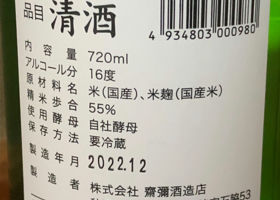 品目 清酒
4 934803 000980
内容量 720ml
アルコール分 16度
原材料名 米(国産)、米麹(国産米)
精米歩合 55%
使用酵母 自社酵母
保存方法 要冷蔵
製造年月 2022.12
製造者 株式会社 齋彌酒造店